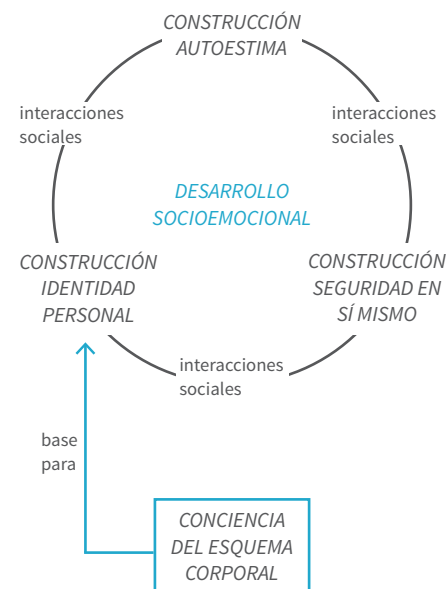 CONSTRUCCIÓN
AUTOESTIMA
interacciones
sociales
interacciones
sociales
DESARROLLO
SOCIOEMOCIONAL
CONSTRUCCIÓN
IDENTIDAD
PERSONAL
CONSTRUCCIÓN
SEGURIDAD EN
SÍ MISMO
interacciones
sociales
base
para
CONCIENCIA
DEL ESQUEMA
CORPORAL